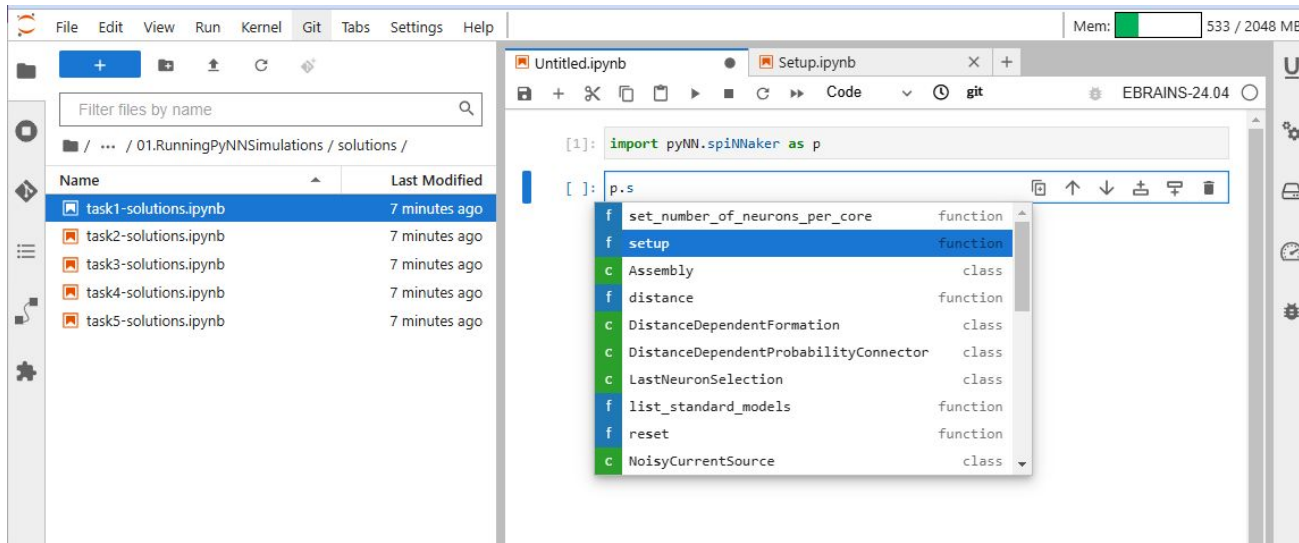 File Edit View Run Kernel Git Tabs Settings Help
Mem: 533 / 2048 MB
Filter files by name
/ ... / 01.RunningPyNNSimulations / solutions /
Name Last Modified
task1-solutions.ipynb 7 minutes ago
task2-solutions.ipynb 7 minutes ago
task3-solutions.ipynb 7 minutes ago
task4-solutions.ipynb 7 minutes ago
task5-solutions.ipynb 7 minutes ago
Untitled.ipynb Setup.ipynb
Code git EBRAINS-24.04
[1]: import pyNN.spiNNaker as p
[ ]: p.s
f set_number_of_neurons_per_core function
f setup function
c Assembly class
f distance function
c DistanceDependentFormation class
c DistanceDependentProbabilityConnector class
c LastNeuronSelection class
f list_standard_models function
f reset function
c NoisyCurrentSource class